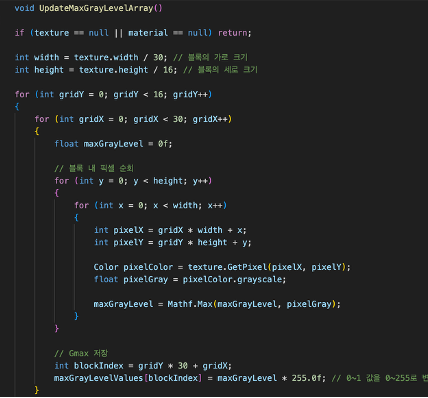 void UpdateMaxGrayLevelArray()
if (texture == null || material == null) return;
int width = texture.width / 30; // 블록의 가로 크기
int height = texture.height / 16; // 블록의 세로 크기
for (int gridY = 0; gridY < 16; gridY++)
{
for (int gridX = 0; gridX < 30; gridX++)
{
float maxGrayLevel = 0f;
// 블록 내 픽셀 순회
for (int y = 0; y < height; y++)
{
for (int x = 0; x < width; x++)
{
int pixelX = gridX * width + x;
int pixelY = gridY * height + y;
Color pixelColor = texture.GetPixel(pixelX, pixelY);
float pixelGray = pixelColor.grayscale;
maxGrayLevel = Mathf.Max(maxGrayLevel, pixelGray);
}
}
// Gmax 저장
int blockIndex = gridY * 30 + gridX;
maxGrayLevelValues[blockIndex] = maxGrayLevel * 255.0f; // 0~1 값을 0~255로
}